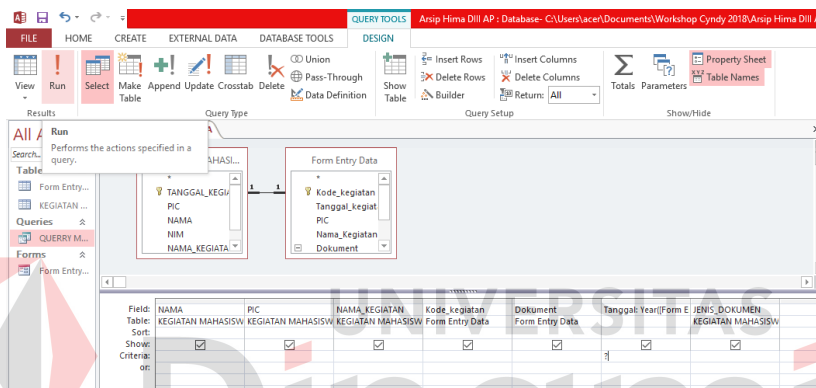 QUERY TOOLS
Arsip Hima DIII AP : Database- C:\Users\acer\Documents\Workshop Cyndy 2018\Arsip Hima DIII
FILE HOME CREATE EXTERNAL DATA DATABASE TOOLS DESIGN
View Run Select Make Table Append Update Crosstab Delete
Union
Pass-Through
Data Definition
Show Table
Insert Rows
Delete Rows
Builder
Insert Columns
Delete Columns
Return: All
Totals Parameters
Property Sheet
Table Names
Results Query Type Query Setup Show/Hide
Run
Performs the actions specified in a
query.
All A
Search...
Table
Form Entry...
KEGIATAN ...
Queries
QUERRY M...
Forms
Form Entry...
AHASI...
*
TANGGAL_KEGI
PIC
NAMA
NIM
NAMA_KEGIATA
1 1
Form Entry Data
*
Kode_kegiatan
Tanggal_kegiat
PIC
Nama_Kegiatan
Dokument
UNIVERSITAS
Field: NAMA PIC NAMA_KEGIATAN Kode_kegiatan Dokument Tanggal: Year([Form E JENIS_DOKUMEN
Table: KEGIATAN MAHASISW KEGIATAN MAHASISW KEGIATAN MAHASISW Form Entry Data Form Entry Data KEGIATAN MAHASISW
Sort:
Show:
Criteria: ?
or: